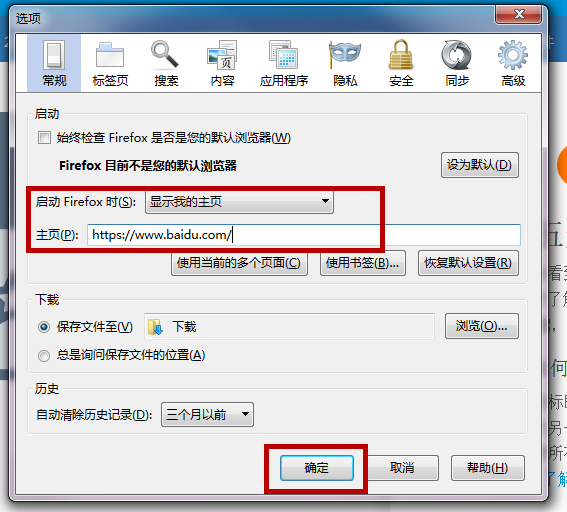 选项
常规 标签页 搜索 内容 应用程序 隐私 安全 同步 高级
启动
始终检查 Firefox 是否是您的默认浏览器(W)
Firefox 目前不是您的默认浏览器
设为默认(D)
启动 Firefox 时(S): 显示我的主页
主页(P): https://www.baidu.com/
使用当前的多个页面(C) 使用书签(B)... 恢复默认设置(R)
下载
保存文件至(V) 下载 浏览(O)...
总是询问保存文件的位置(A)
历史
自动清除历史记录(D): 三个月以前
确定 取消 帮助(H)